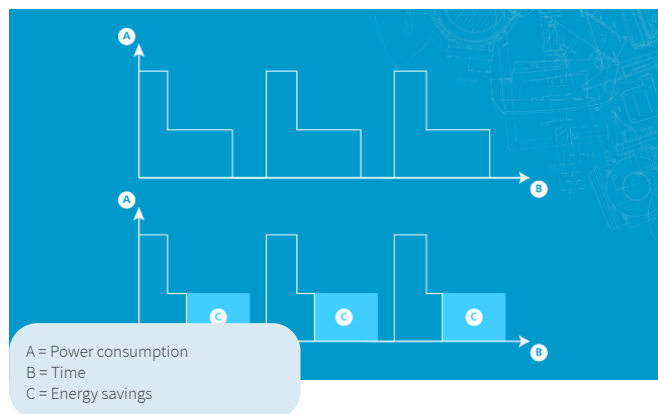 A
B
A
C
C
C
B
A = Power consumption
B = Time
C = Energy savings